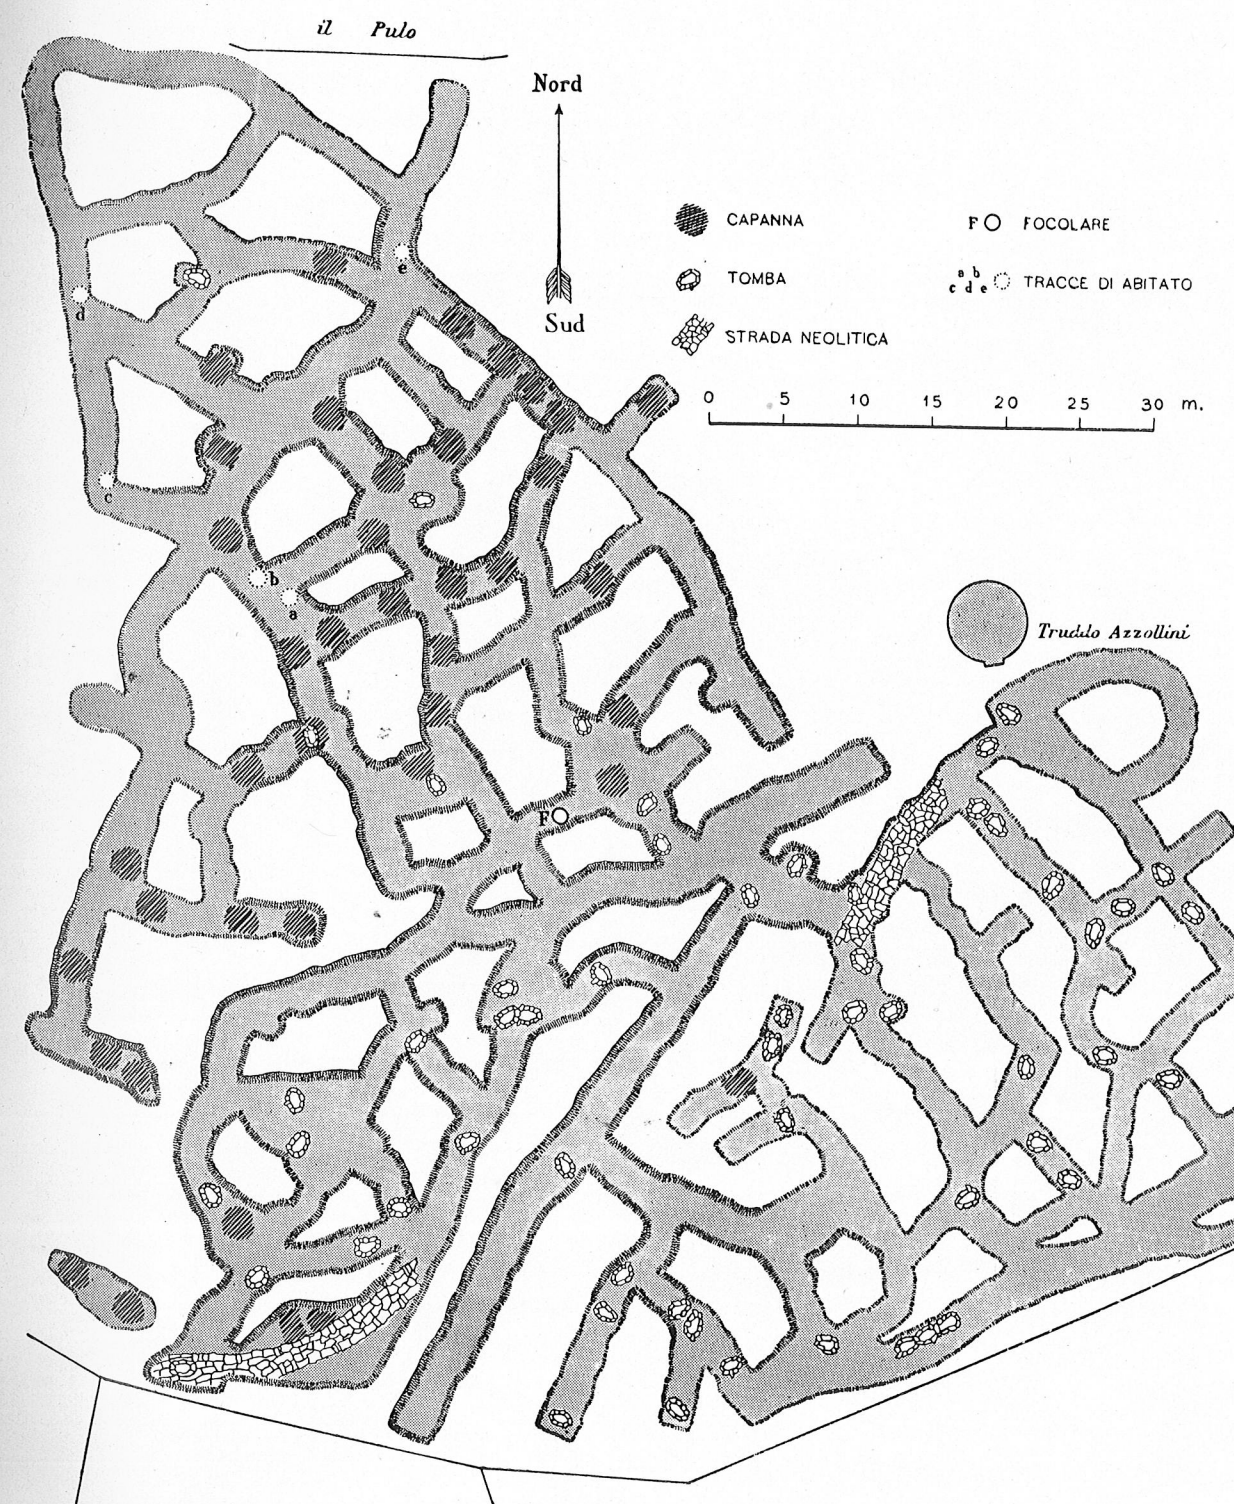 il Pulo
Nord
Sud
CAPANNA
TOMBA
STRADA NEOLITICA
F FOCOLARE
a b
c d e TRACCE DI ABITATO
0 5 10 15 20 25 30 m.
e
d
c
b
a
Truddo Azzollini
F